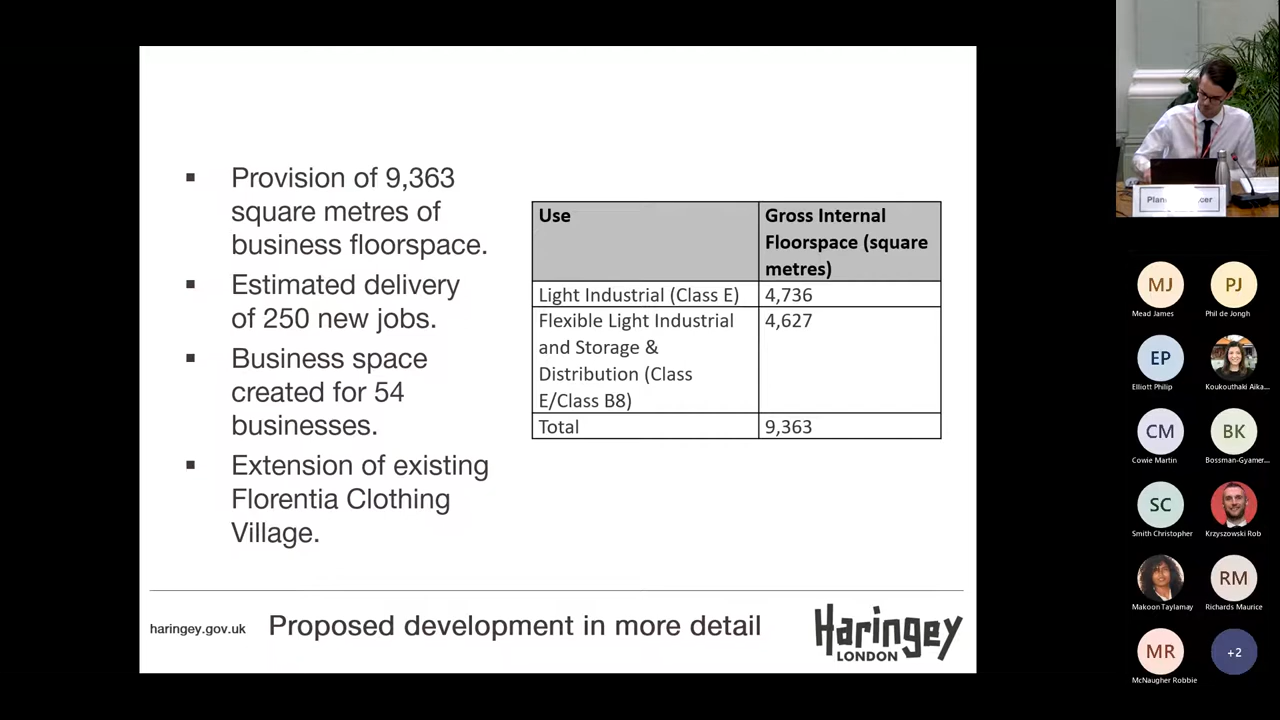 ▪ Provision of 9,363
square metres of
business floorspace.
▪ Estimated delivery
of 250 new jobs.
▪ Business space
created for 54
businesses.
▪ Extension of existing
Florentia Clothing
Village.
Use
Gross Internal
Floorspace (square
metres)
Light Industrial (Class E)
4,736
Flexible Light Industrial
and Storage &
Distribution (Class
E/Class B8)
4,627
Total
9,363
haringey.gov.uk
Proposed development in more detail
Haringey
LONDON
MJ
Mead James
PJ
Phil de Jongh
EP
Elliott Philip
Koukouthaki Aika...
CM
Cowie Martin
BK
Bossman-Gyamer...
SC
Smith Christopher
Krzyszowski Rob
Makoon Taylamay
RM
Richards Maurice
MR
McNaugher Robbie
+2